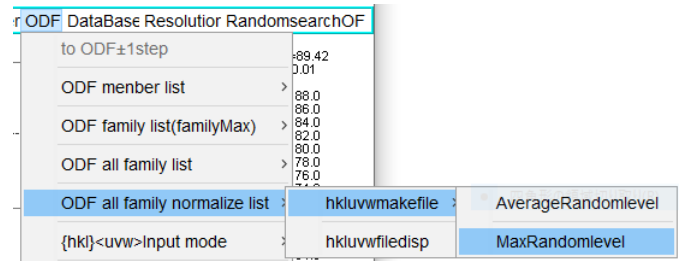 ODF DataBase Resolutior RandomsearchOF
to ODF±1step
=89.42
0.01
ODF menber list
88.0
86.0
ODF family list(familyMax)
84.0
82.0
80.0
ODF all family list
78.0
76.0
ODF all family normalize list
hkluvwmakefile
AverageRandomlevel
{hkl}<uvw>Input mode
hkluvwfiledisp
MaxRandomlevel